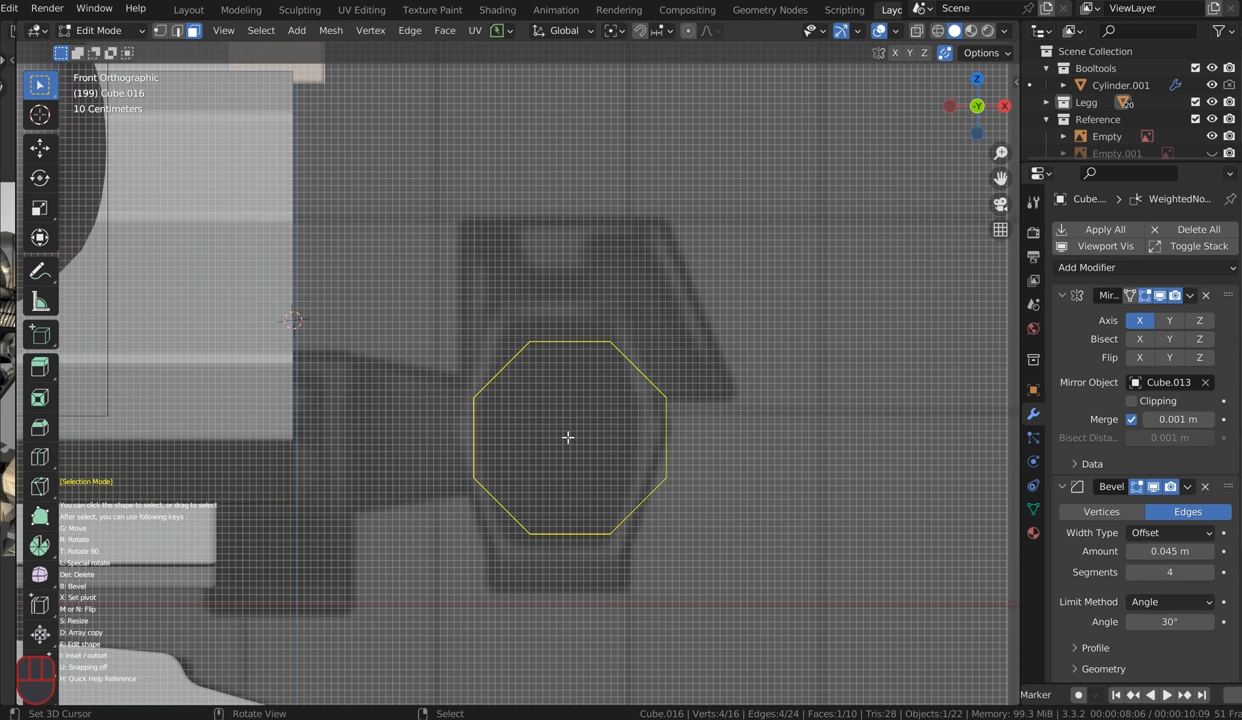 Edit Render Window Help Layout Modeling Sculpting UV Editing Texture Paint Shading Animation Rendering Compositing Geometry Nodes Scripting Layc Scene ViewLayer
Edit Mode View Select Add Mesh Vertex Edge Face UV Global
X Y Z Options
Front Orthographic
(199) Cube.016
10 Centimeters
Z
Y
X
Scene Collection
Booltools
Cylinder.001
Legg 20
Reference
Empty
Empty.001
Cube.... WeightedNo...
Apply All Delete All
Viewport Vis Toggle Stack
Add Modifier
Mir...
Axis X Y Z
Bisect X Y Z
Flip X Y Z
Mirror Object Cube.013
Clipping
Merge 0.001 m
Bisect Dista... 0.001 m
Data
Bevel
Vertices Edges
Width Type Offset
Amount 0.045 m
Segments 4
Limit Method Angle
Angle 30°
Profile
Geometry
[Selection Mode]
You can click the shape to select, or drag to select
After select, you can use following keys :
G: Move
R: Rotate
T: Rotate 90
L: Special rotate
Del: Delete
B: Bevel
X: Set pivot
M or N: Flip
S: Resize
D: Array copy
E: Edit shape
I: Inset / outset
U: Snapping off
H: Quick Help Reference
Marker
Set 3D Cursor Rotate View Select Cube.016 | Verts:4/16 | Edges:4/24 | Faces:1/10 | Tris:28 | Objects:1/22 | Memory: 99.3 MiB | 3.3.2 00:00:08:06 / 00:00:10:09 51 Fra